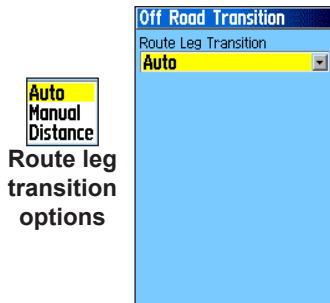 Off Road Transition
Route Leg Transition
Auto
Auto
Manual
Distance
Route leg
transition
options